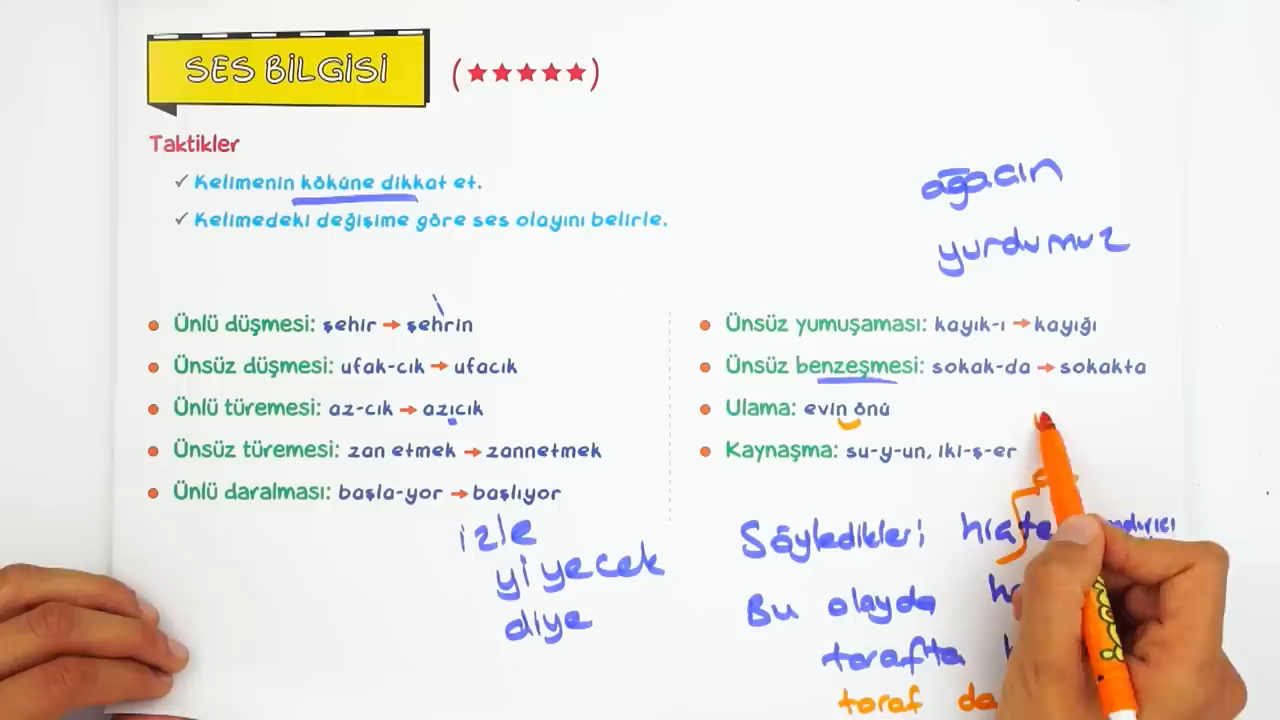 SES BİLGİSİ (★★★★★)
Taktikler
✓ Kelimenin köküne dikkat et.
✓ Kelimedeki değişime göre ses olayını belirle.
ağacın
yurdumuz
i
• Ünlü düşmesi: şehir → şehrin
• Ünsüz düşmesi: ufak-cık → ufacık
• Ünlü türemesi: az-cık → azıcık
• Ünsüz türemesi: zan etmek → zannetmek
• Ünlü daralması: başla-yor → başlıyor
izle
yiyecek
diye
• Ünsüz yumuşaması: kayık-ı → kayığı
• Ünsüz benzeşmesi: sokak-da → sokakta
• Ulama: evin önü
• Kaynaşma: su-y-un, iki-ş-er
Söyledikleri
Bu olayda
tarafta
taraf da